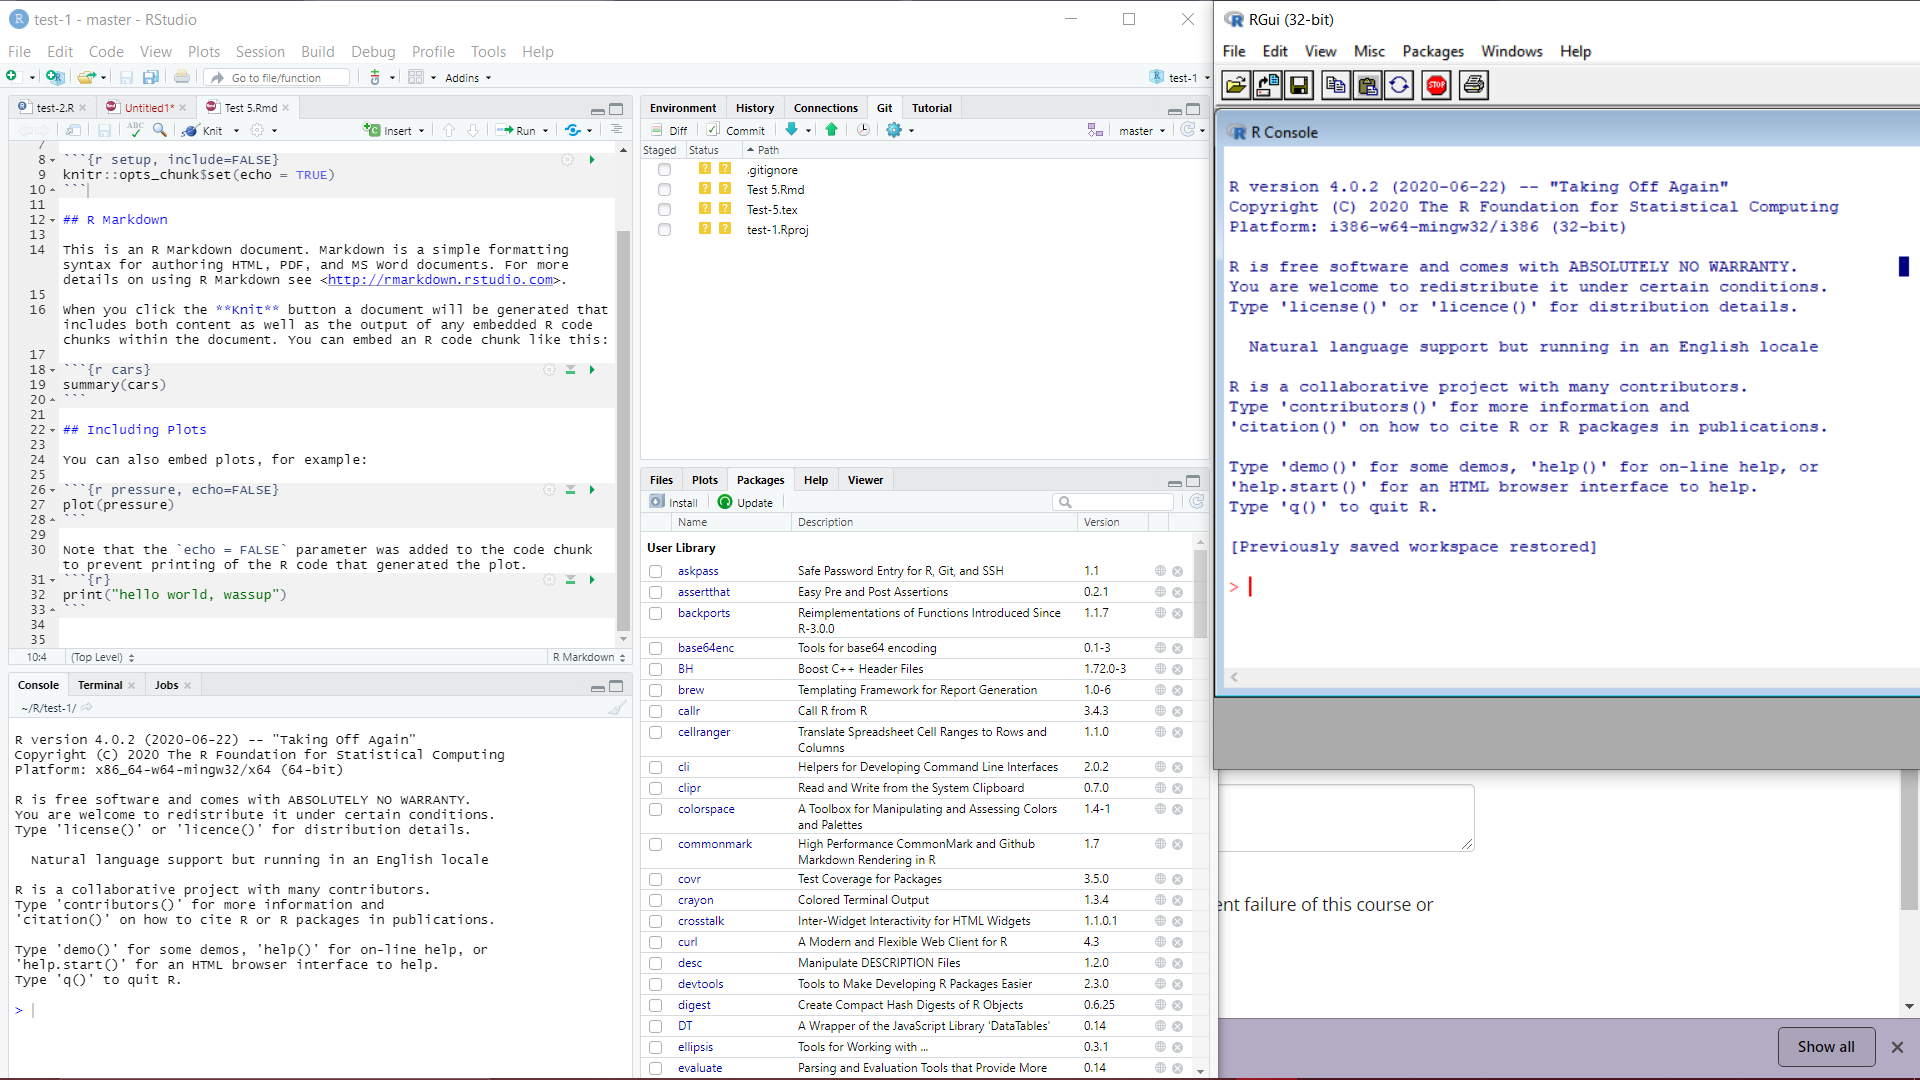 test-1 - master - RStudio
File Edit Code View Plots Session Build Debug Profile Tools Help
Go to file/function Addins test-1
test-2.R Untitled1* Test 5.Rmd
ABC Knit Insert Run
7
8 ```{r setup, include=FALSE}
9 knitr::opts_chunk$set(echo = TRUE)
10 ```
11
12 ## R Markdown
13
14 This is an R Markdown document. Markdown is a simple formatting
syntax for authoring HTML, PDF, and MS Word documents. For more
details on using R Markdown see <http://rmarkdown.rstudio.com>.
15
16 When you click the **Knit** button a document will be generated that
includes both content as well as the output of any embedded R code
chunks within the document. You can embed an R code chunk like this:
17
18 ```{r cars}
19 summary(cars)
20 ```
21
22 ## Including Plots
23
24 You can also embed plots, for example:
25
26 ```{r pressure, echo=FALSE}
27 plot(pressure)
28 ```
29
30 Note that the `echo = FALSE` parameter was added to the code chunk
to prevent printing of the R code that generated the plot.
31 ```{r}
32 print("hello world, wassup")
33 ```
34
35
10:4 (Top Level) R Markdown
Console Terminal Jobs
~/R/test-1/
R version 4.0.2 (2020-06-22) -- "Taking Off Again"
Copyright (C) 2020 The R Foundation for Statistical Computing
Platform: x86_64-w64-mingw32/x64 (64-bit)
R is free software and comes with ABSOLUTELY NO WARRANTY.
You are welcome to redistribute it under certain conditions.
Type 'license()' or 'licence()' for distribution details.
Natural language support but running in an English locale
R is a collaborative project with many contributors.
Type 'contributors()' for more information and
'citation()' on how to cite R or R packages in publications.
Type 'demo()' for some demos, 'help()' for on-line help, or
'help.start()' for an HTML browser interface to help.
Type 'q()' to quit R.
>
Environment History Connections Git Tutorial
Diff Commit master
Staged Status Path
? ? .gitignore
? ? Test 5.Rmd
? ? Test-5.tex
? ? test-1.Rproj
Files Plots Packages Help Viewer
Install Update
Name Description Version
User Library
askpass Safe Password Entry for R, Git, and SSH 1.1
assertthat Easy Pre and Post Assertions 0.2.1
backports Reimplementations of Functions Introduced Since 1.1.7
R-3.0.0
base64enc Tools for base64 encoding 0.1-3
BH Boost C++ Header Files 1.72.0-3
brew Templating Framework for Report Generation 1.0-6
callr Call R from R 3.4.3
cellranger Translate Spreadsheet Cell Ranges to Rows and 1.1.0
Columns
cli Helpers for Developing Command Line Interfaces 2.0.2
clipr Read and Write from the System Clipboard 0.7.0
colorspace A Toolbox for Manipulating and Assessing Colors 1.4-1
and Palettes
commonmark High Performance CommonMark and Github 1.7
Markdown Rendering in R
covr Test Coverage for Packages 3.5.0
crayon Colored Terminal Output 1.3.4
crosstalk Inter-Widget Interactivity for HTML Widgets 1.1.0.1
curl A Modern and Flexible Web Client for R 4.3
desc Manipulate DESCRIPTION Files 1.2.0
devtools Tools to Make Developing R Packages Easier 2.3.0
digest Create Compact Hash Digests of R Objects 0.6.25
DT A Wrapper of the JavaScript Library 'DataTables' 0.14
ellipsis Tools for Working with ... 0.3.1
evaluate Parsing and Evaluation Tools that Provide More 0.14
RGui (32-bit)
File Edit View Misc Packages Windows Help
STOP
R Console
R version 4.0.2 (2020-06-22) -- "Taking Off Again"
Copyright (C) 2020 The R Foundation for Statistical Computing
Platform: i386-w64-mingw32/i386 (32-bit)
R is free software and comes with ABSOLUTELY NO WARRANTY.
You are welcome to redistribute it under certain conditions.
Type 'license()' or 'licence()' for distribution details.
Natural language support but running in an English locale
R is a collaborative project with many contributors.
Type 'contributors()' for more information and
'citation()' on how to cite R or R packages in publications.
Type 'demo()' for some demos, 'help()' for on-line help, or
'help.start()' for an HTML browser interface to help.
Type 'q()' to quit R.
[Previously saved workspace restored]
>
ent failure of this course or
Show all